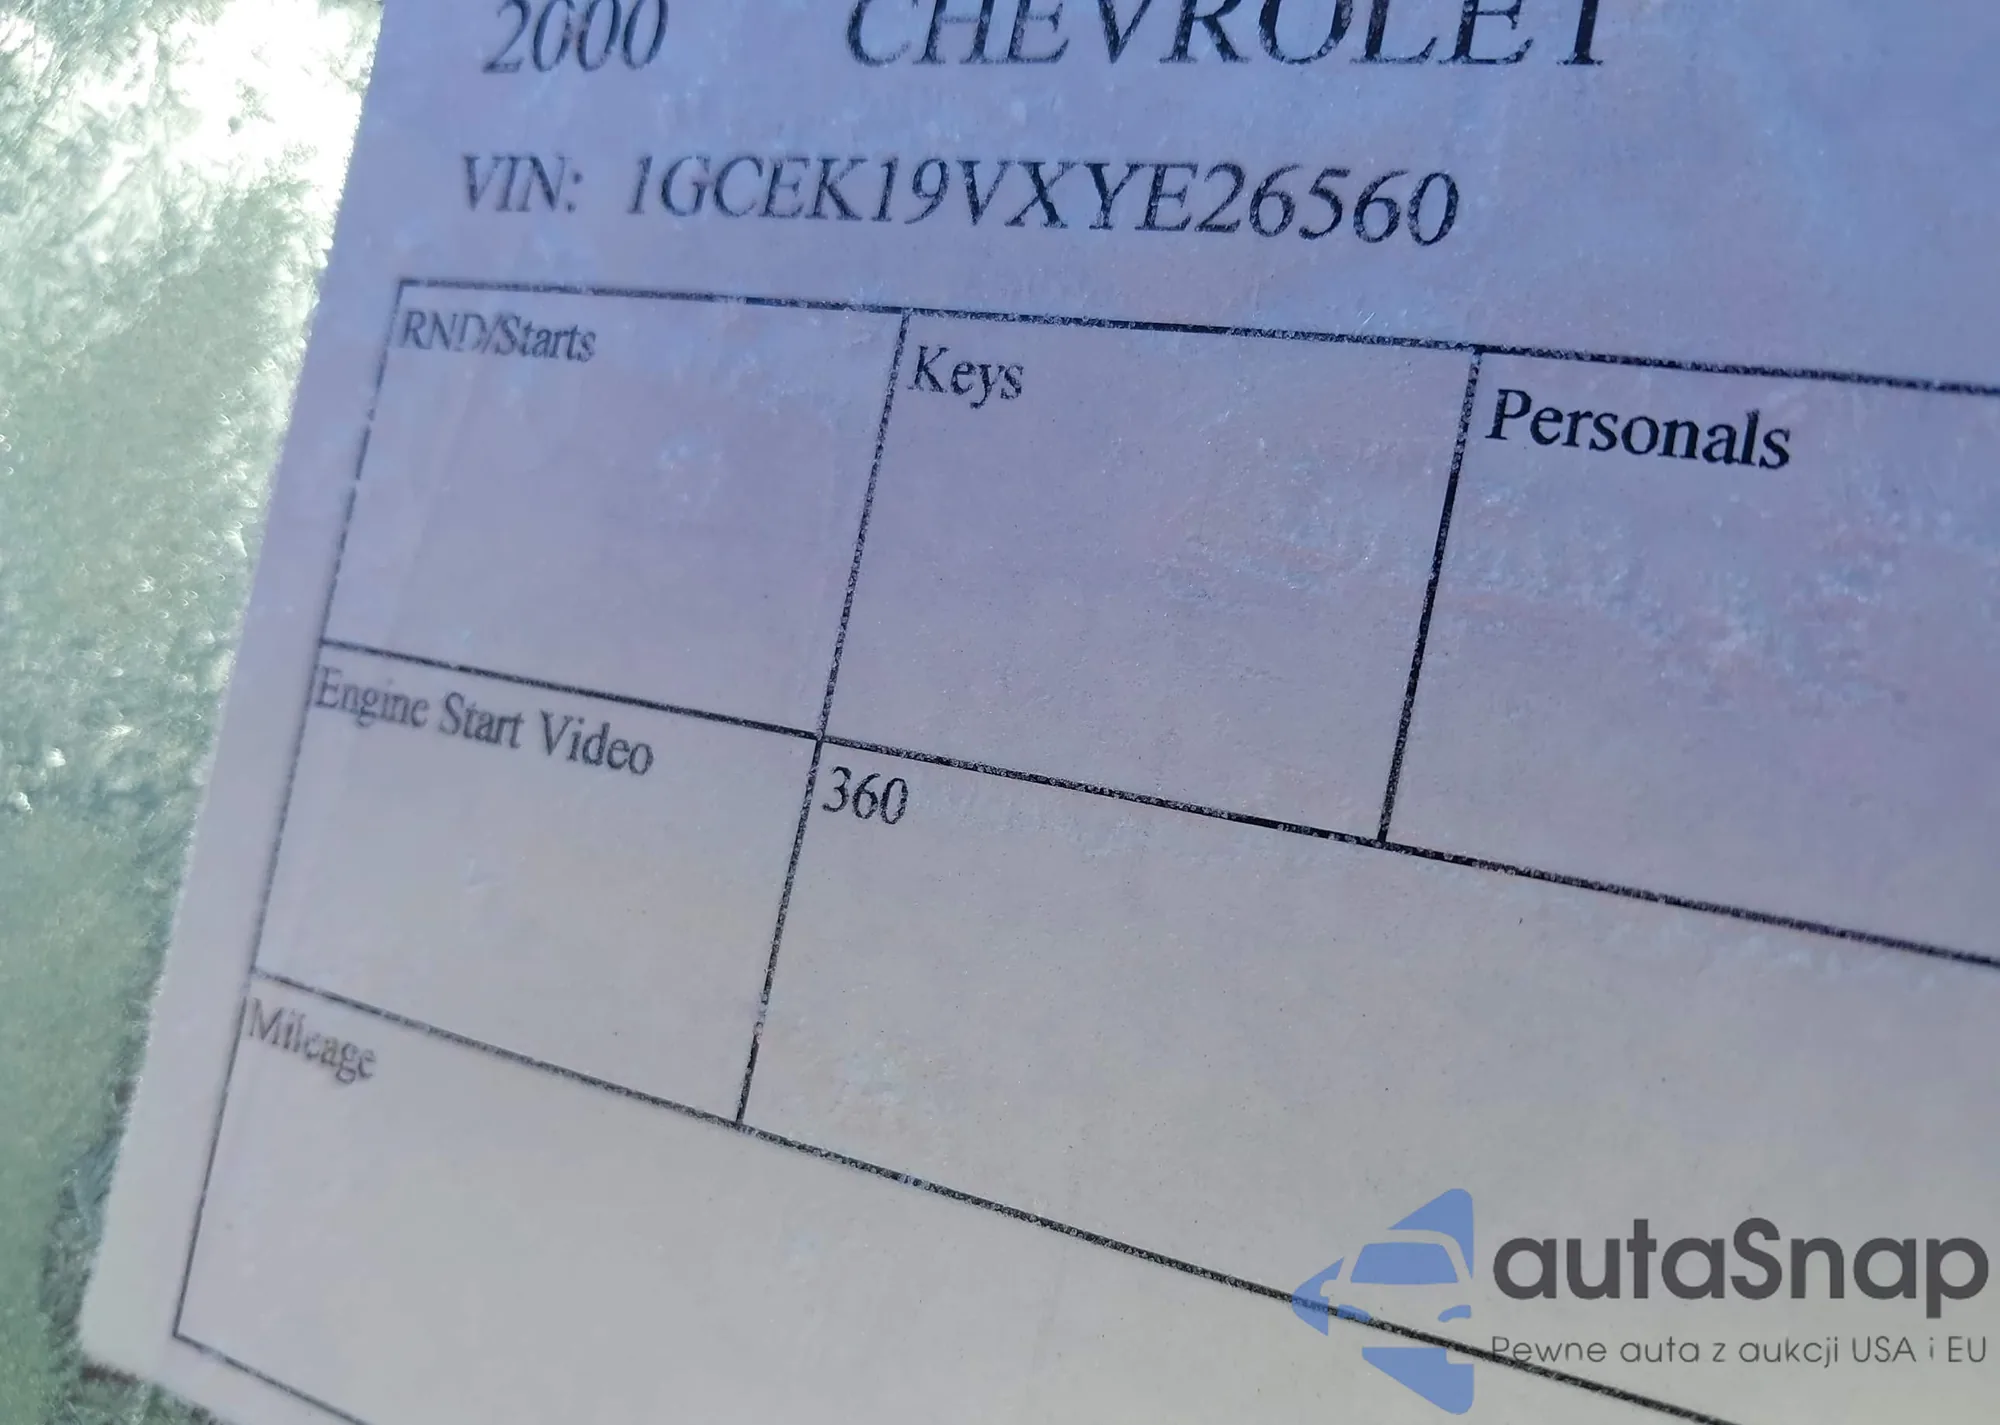 2000 CHEVROLET
VIN: 1GCEK19VXYE26560
RND/Starts
Keys
Personals
Engine Start Video
360
Mileage
autaSnap
Pewne auta z aukcji USA i EU